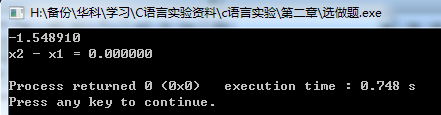 H:\备份\华科\学习\C语言实验资料\c语言实验\第二章\选做题.exe
-1.548910
x2 - x1 = 0.000000
Process returned 0 (0x0)   execution time : 0.748 s
Press any key to continue.